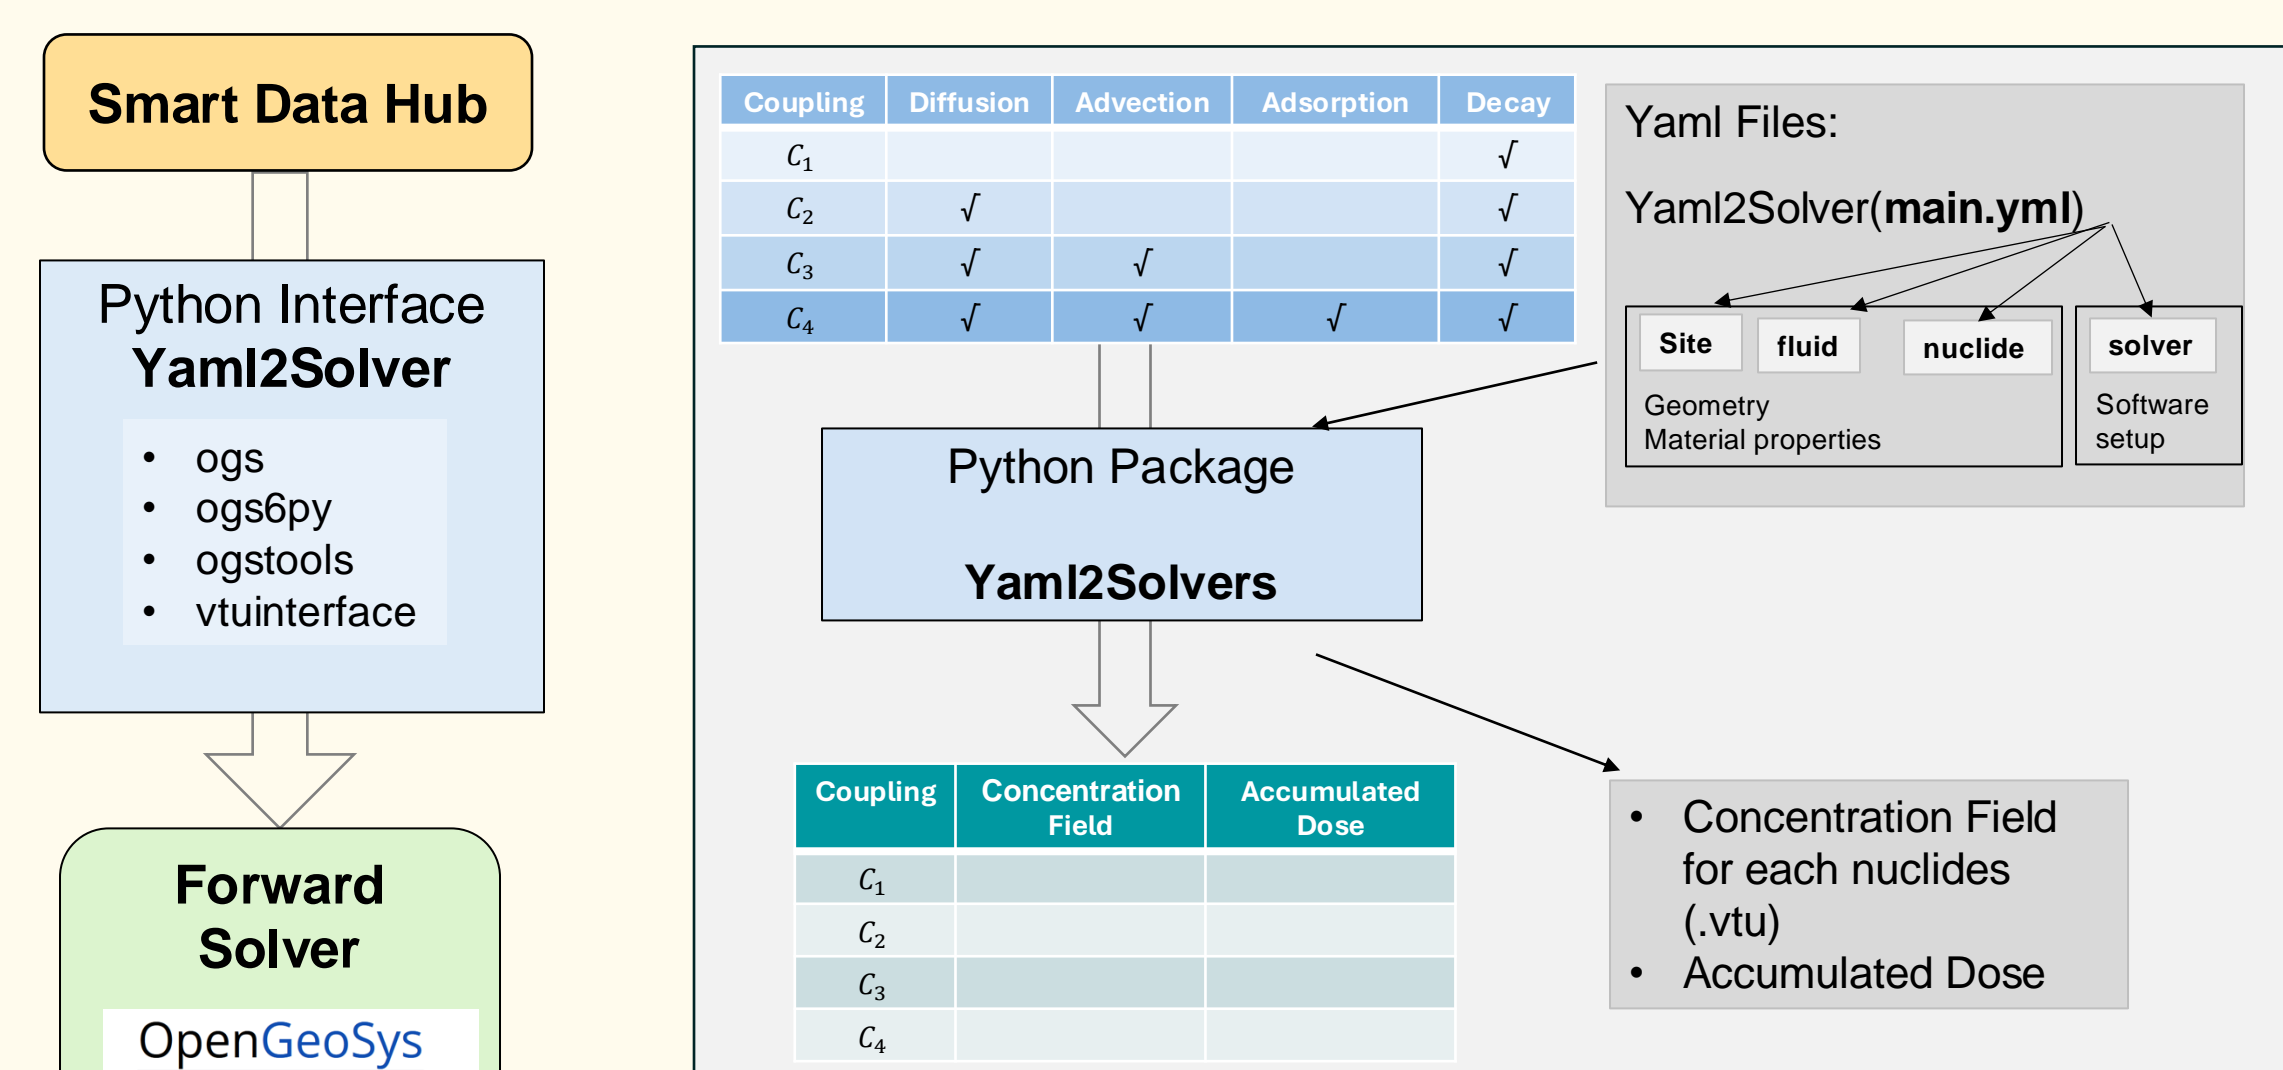 Smart Data Hub
Python Interface
Yaml2Solver
• ogs
• ogs6py
• ogstools
• vtuinterface
Forward
Solver
OpenGeoSys
Coupling Diffusion Advection Adsorption Decay
C₁ √
C₂ √ √
C₃ √ √ √
C₄ √ √ √ √
Yaml Files:
Yaml2Solver(main.yml)
Site fluid nuclide solver
Geometry
Material properties
Software
setup
Python Package
Yaml2Solvers
Coupling Concentration Field Accumulated Dose
C₁
C₂
C₃
C₄
• Concentration Field
for each nuclides
(.vtu)
• Accumulated Dose